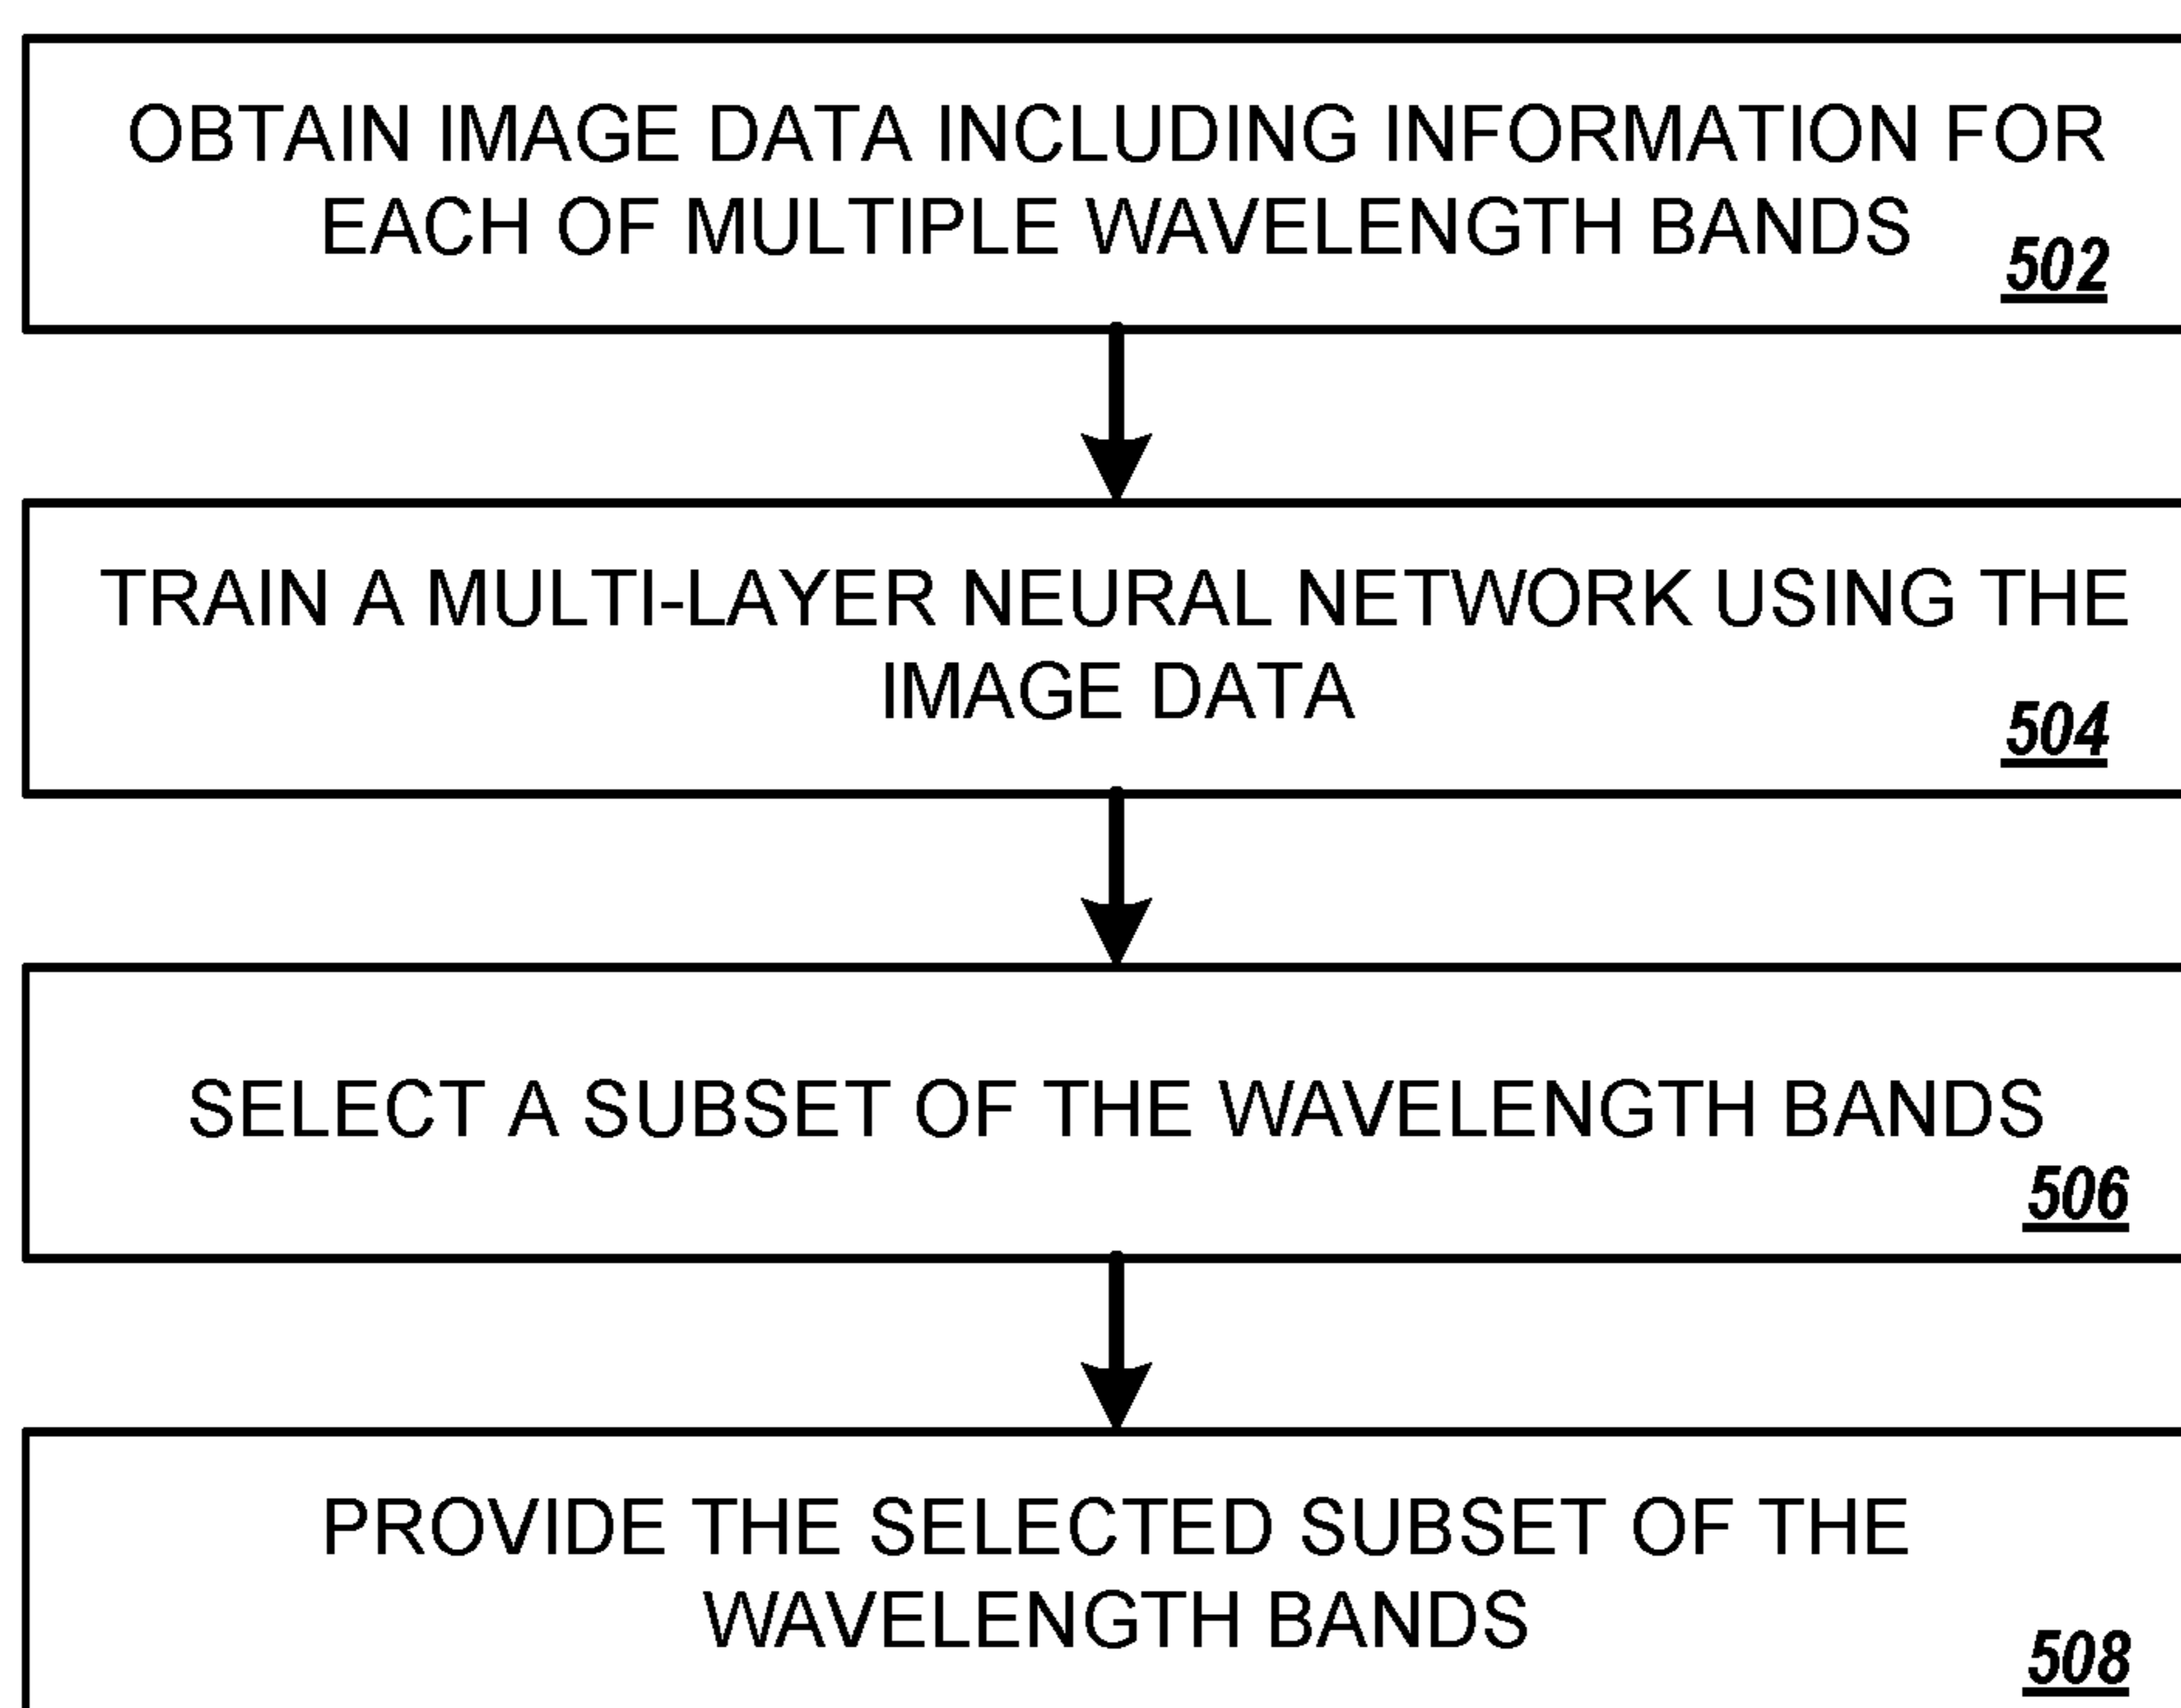 OBTAIN IMAGE DATA INCLUDING INFORMATION FOR
EACH OF MULTIPLE WAVELENGTH BANDS
502
TRAIN A MULTI-LAYER NEURAL NETWORK USING THE
IMAGE DATA
504
SELECT A SUBSET OF THE WAVELENGTH BANDS
506
PROVIDE THE SELECTED SUBSET OF THE
WAVELENGTH BANDS
508